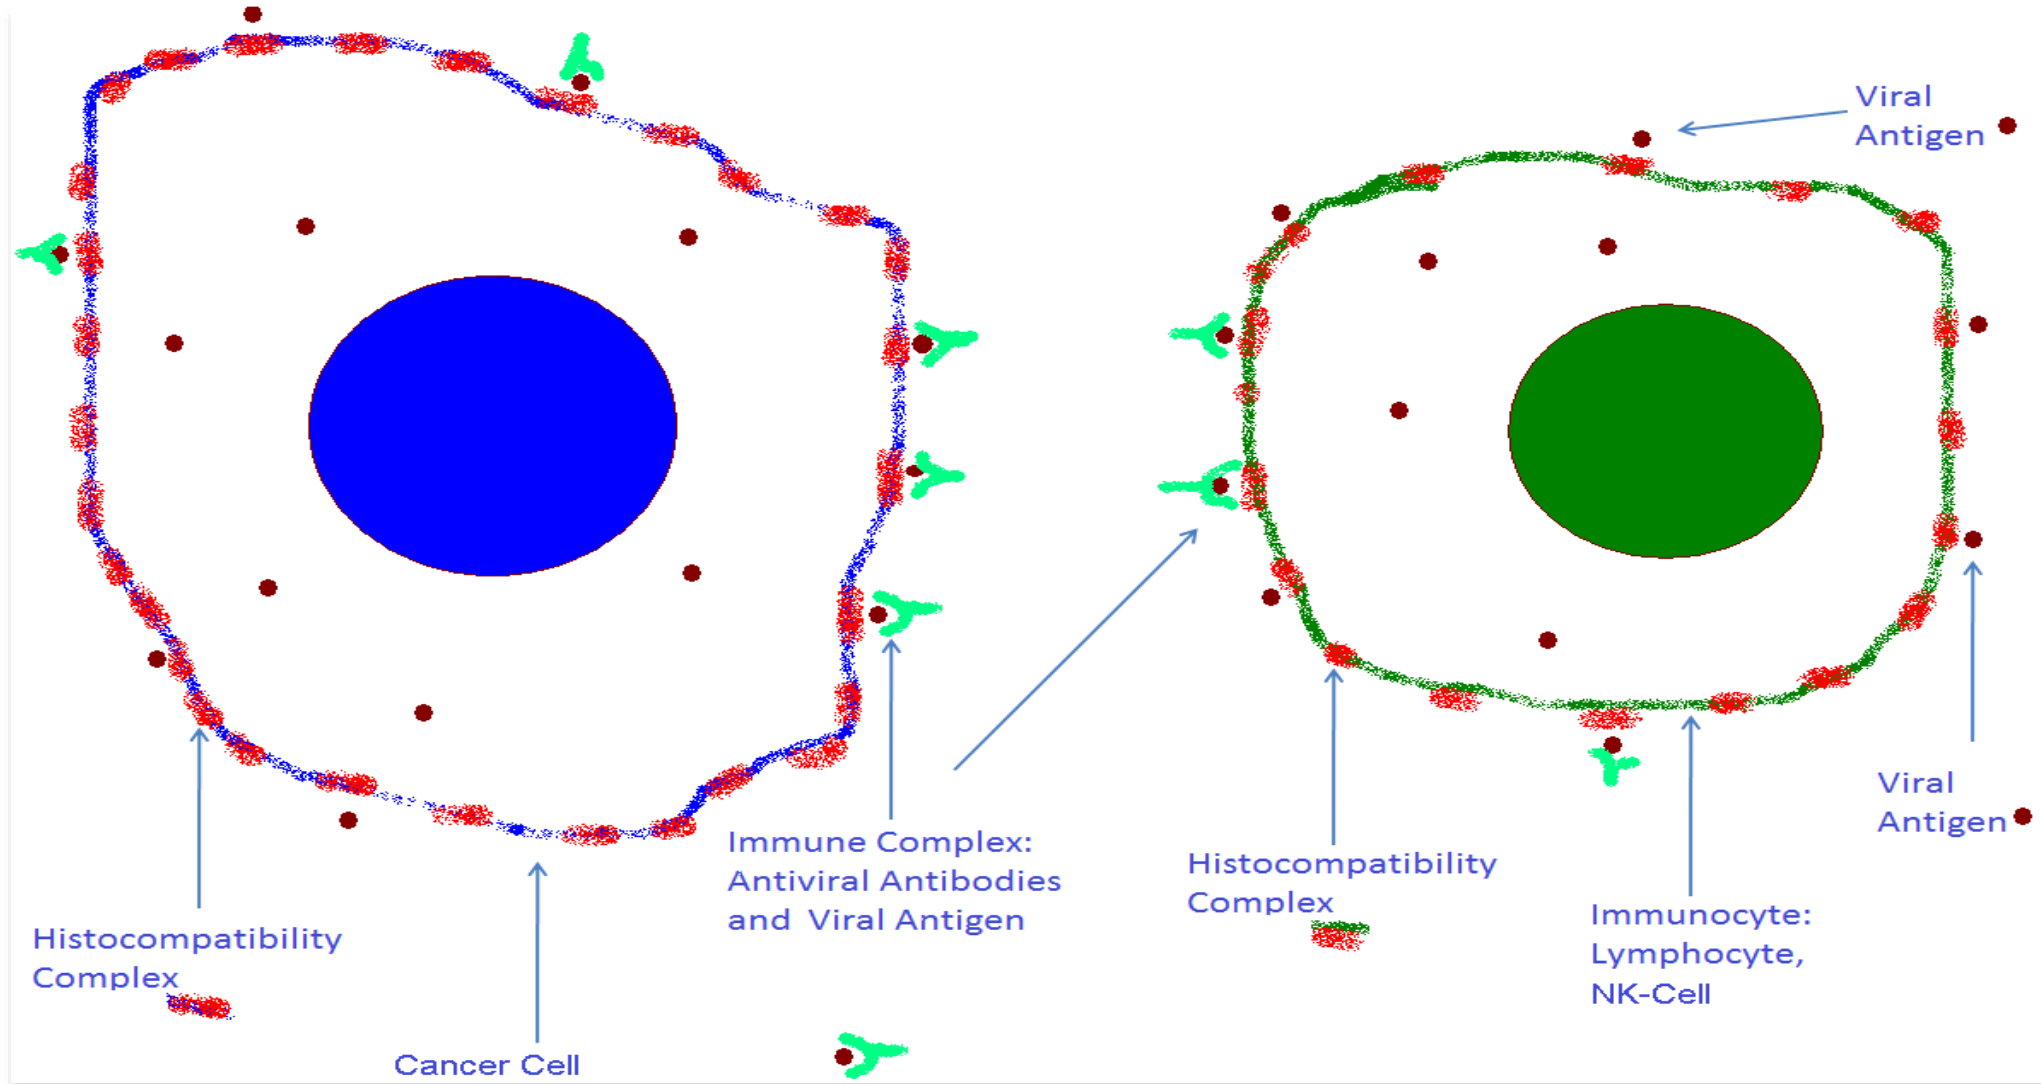 Viral
Antigen
Viral
Antigen
Immune Complex:
Antiviral Antibodies
and Viral Antigen
Histocompatibility
Complex
Immunocyte:
Lymphocyte,
NK-Cell
Histocompatibility
Complex
Cancer Cell